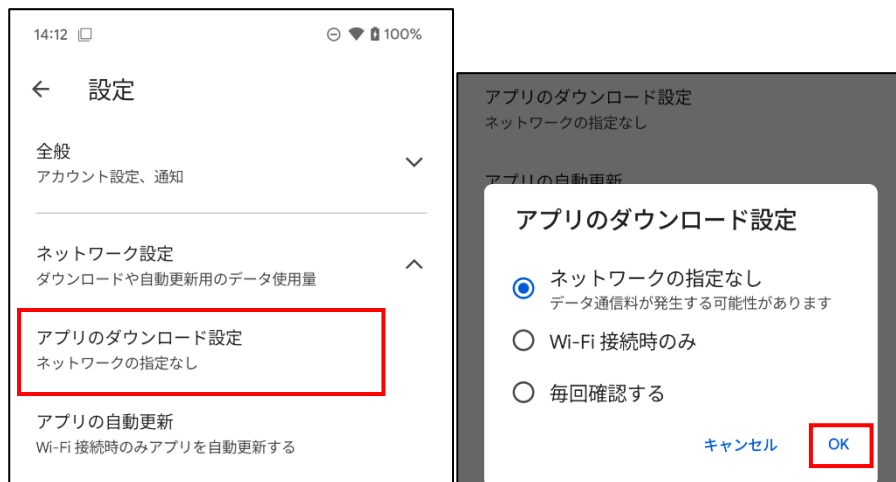 14:12
100%
設定
全般
アカウント設定、通知
ネットワーク設定
ダウンロードや自動更新用のデータ使用量
アプリのダウンロード設定
ネットワークの指定なし
アプリの自動更新
Wi-Fi 接続時のみアプリを自動更新する
アプリのダウンロード設定
ネットワークの指定なし
アプリの自動更新
アプリのダウンロード設定
ネットワークの指定なし
データ通信料が発生する可能性があります
Wi-Fi 接続時のみ
毎回確認する
キャンセル
OK